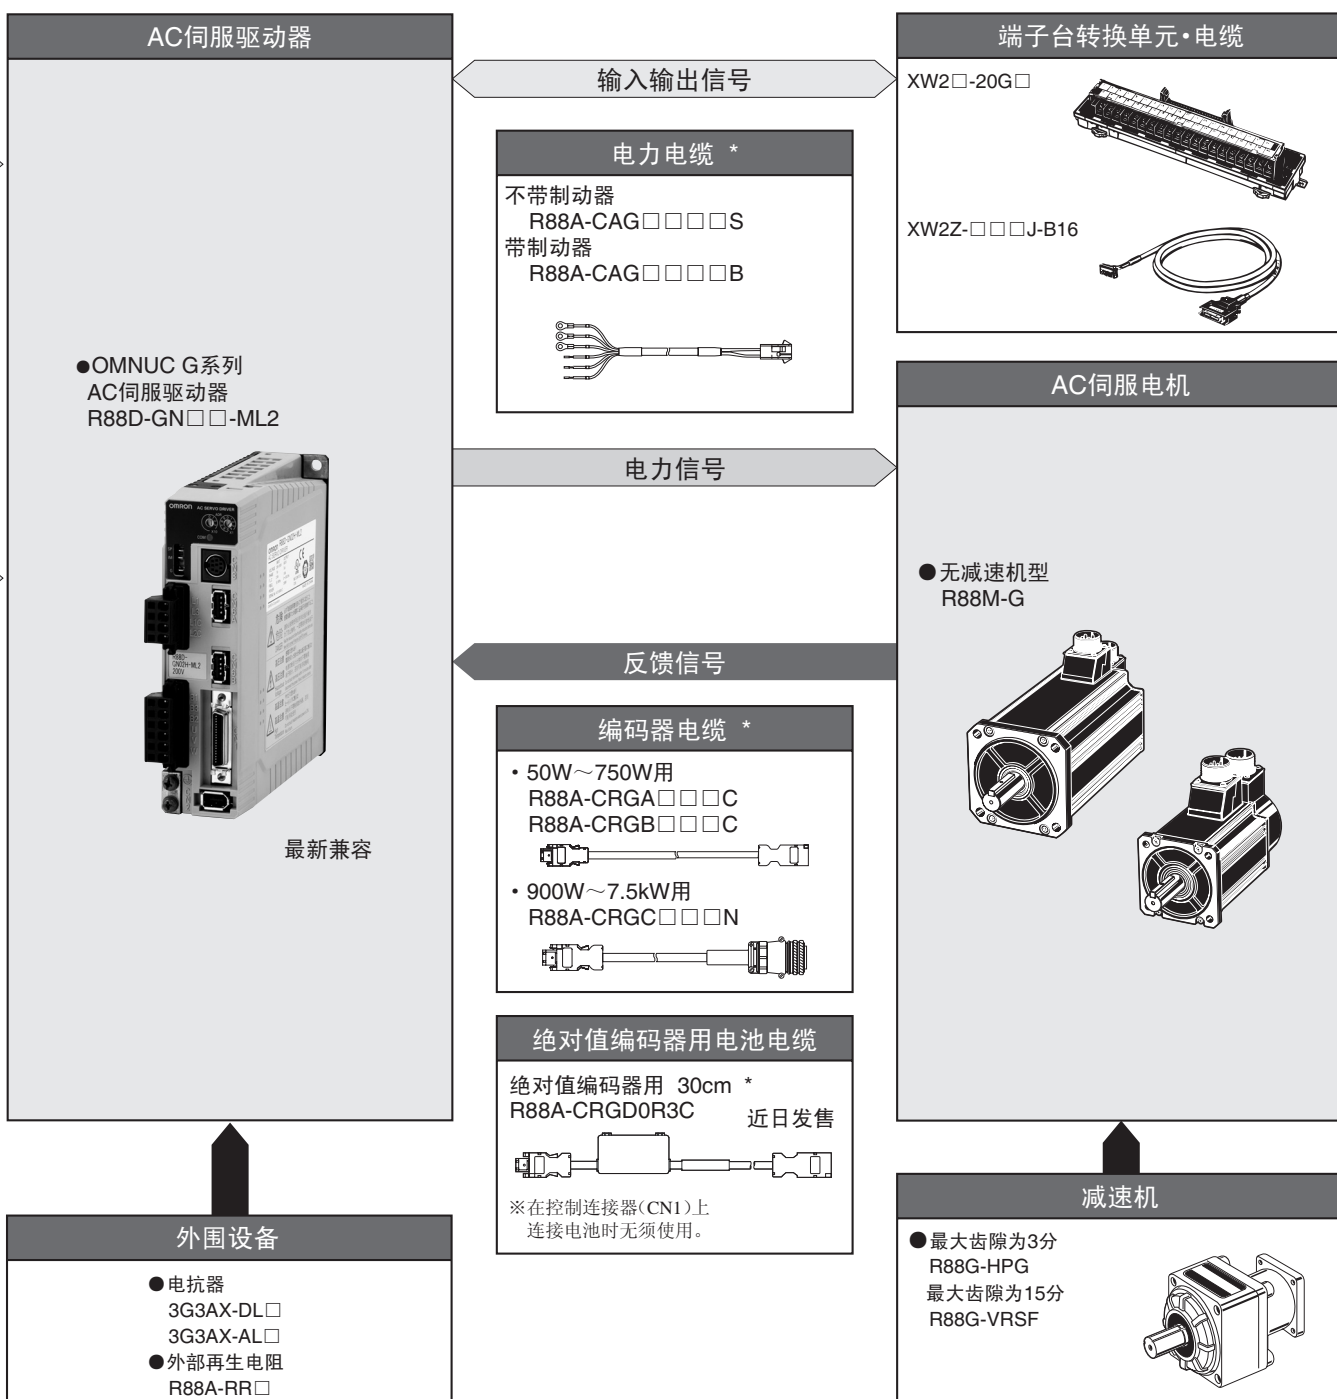 AC伺服驱动器
●OMNUC G系列
AC伺服驱动器
R88D-GN□□-ML2
OMRON AC SERVO DRIVER
R88D-
GN02H-ML2
200V
最新兼容
外围设备
●电抗器
3G3AX-DL□
3G3AX-AL□
●外部再生电阻
R88A-RR□
输入输出信号
电力电缆 *
不带制动器
R88A-CAG□□□□S
带制动器
R88A-CAG□□□□B
电力信号
反馈信号
编码器电缆 *
・50W～750W用
R88A-CRGA□□□C
R88A-CRGB□□□C
・900W～7.5kW用
R88A-CRGC□□□N
绝对值编码器用电池电缆
绝对值编码器用 30cm *
R88A-CRGD0R3C
近日发售
※在控制连接器(CN1)上
连接电池时无须使用。
端子台转换单元•电缆
XW2□-20G□
XW2Z-□□□J-B16
AC伺服电机
●无减速机型
R88M-G
减速机
●最大齿隙为3分
R88G-HPG
最大齿隙为15分
R88G-VRSF